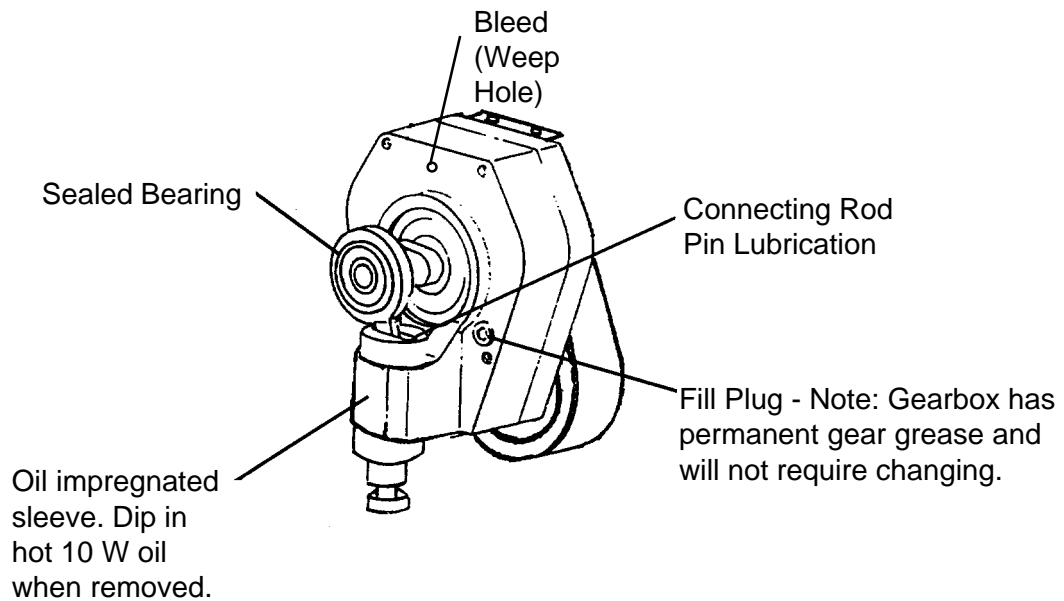 Bleed
(Weep
Hole)
Sealed Bearing
Connecting Rod
Pin Lubrication
Fill Plug - Note: Gearbox has
permanent gear grease and
will not require changing.
Oil impregnated
sleeve. Dip in
hot 10 W oil
when removed.